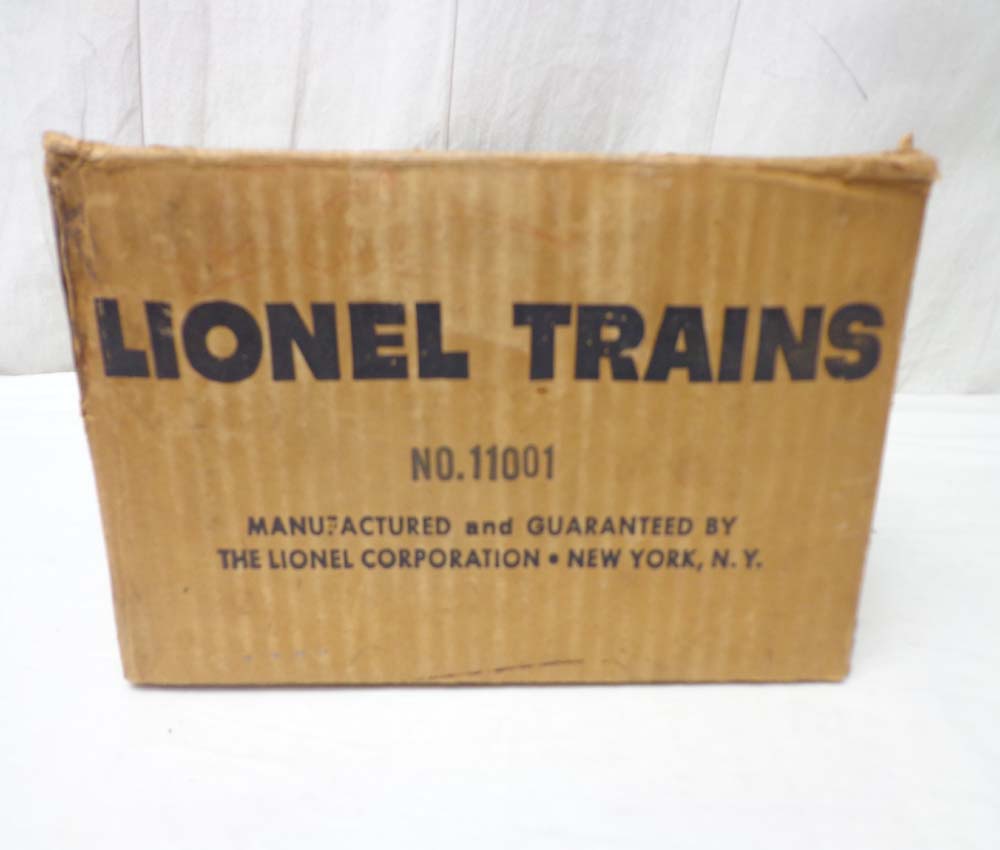 LIONEL TRAINS
NO.11001
MANUFACTURED and GUARANTEED BY
THE LIONEL CORPORATION • NEW YORK, N.Y.